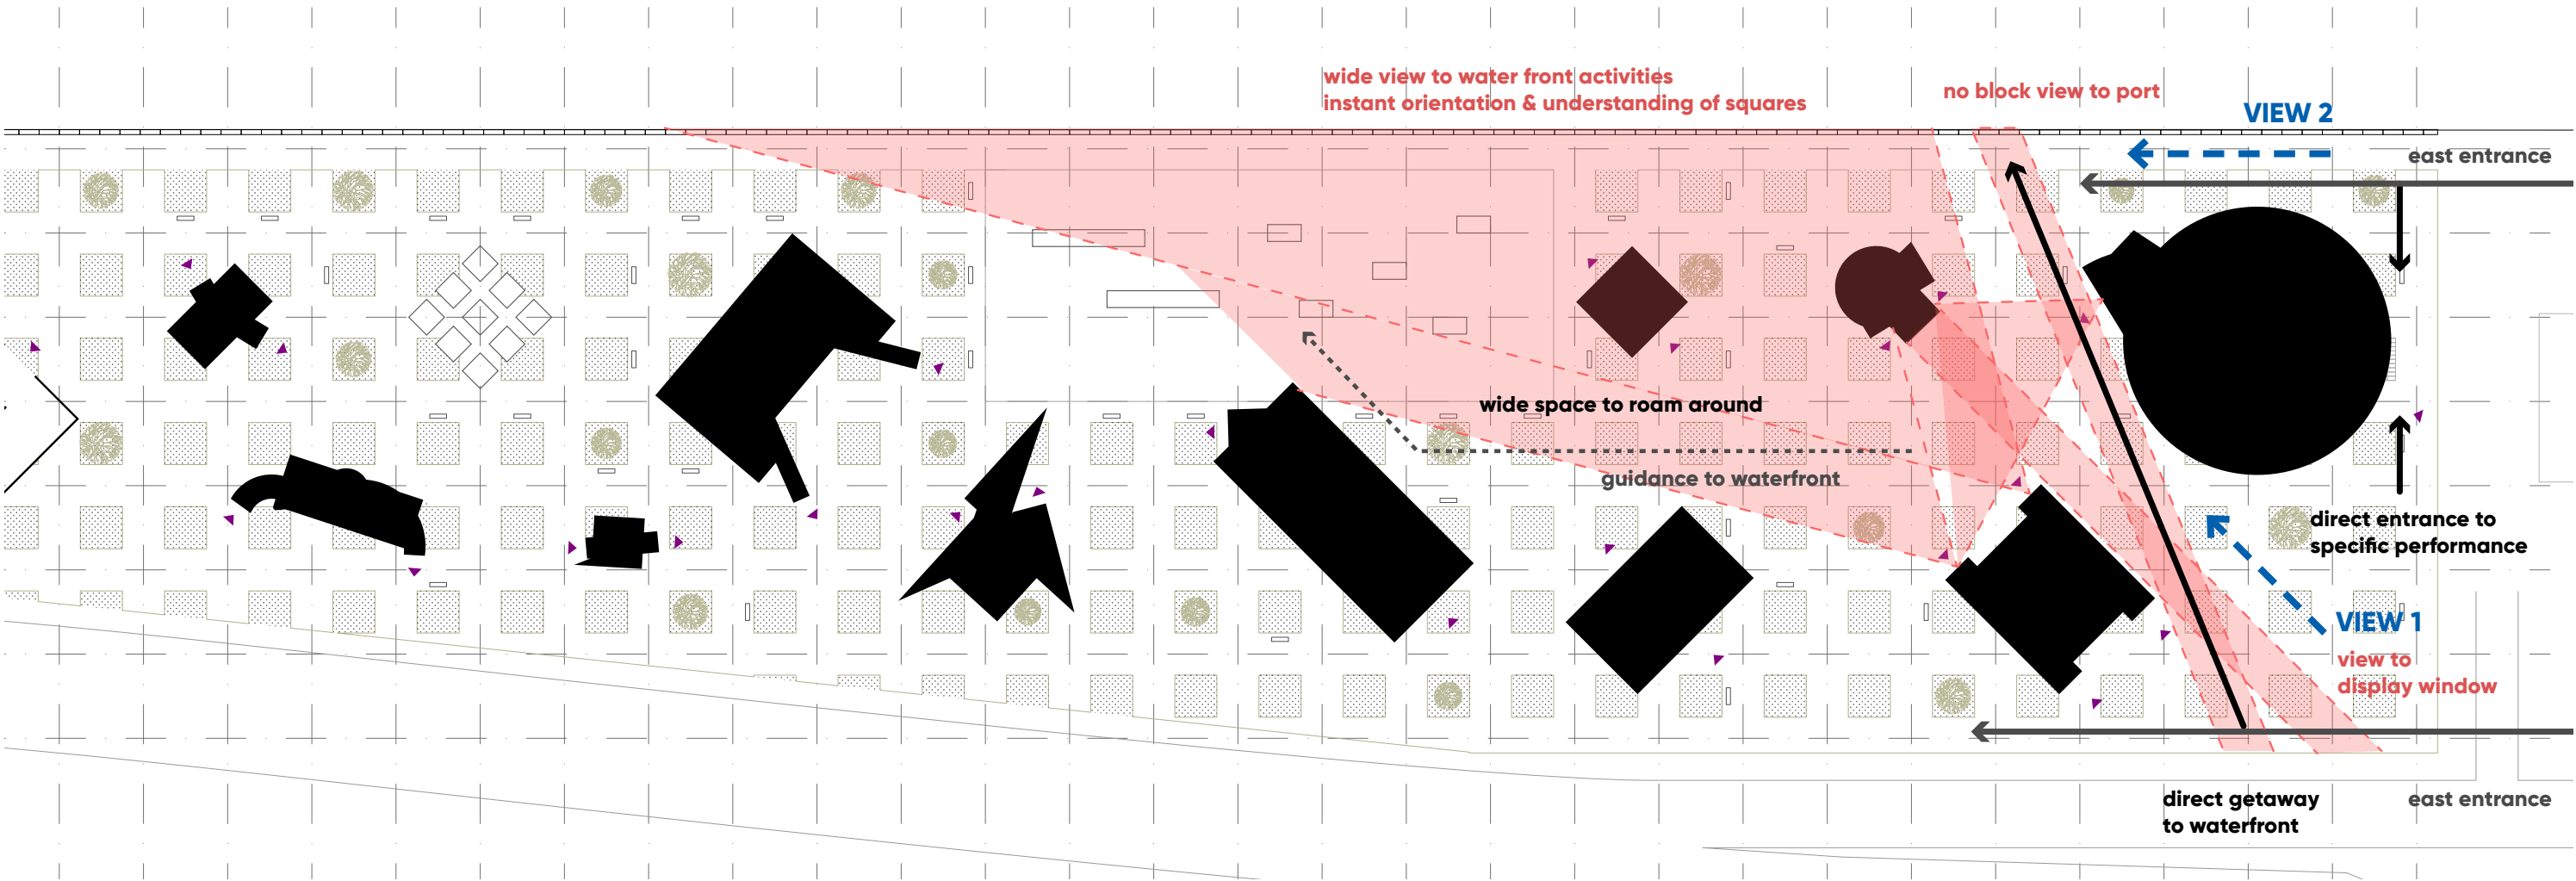 wide view to water front activities
instant orientation & understanding of squares
no block view to port
VIEW 2
east entrance
wide space to roam around
guidance to waterfront
direct entrance to
specific performance
VIEW 1
view to
display window
direct getaway
to waterfront
east entrance